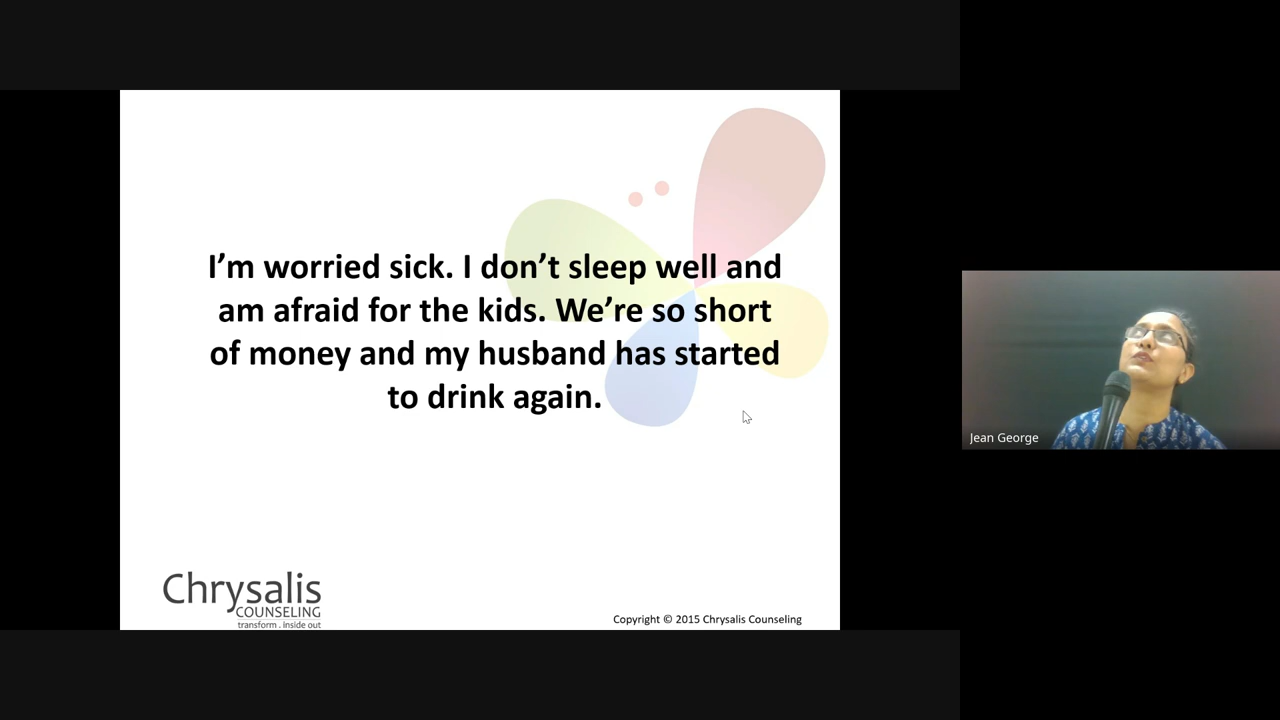 I’m worried sick. I don’t sleep well and
am afraid for the kids. We’re so short
of money and my husband has started
to drink again.
Jean George
Chrysalis
COUNSELING
transform . inside out
Copyright © 2015 Chrysalis Counseling